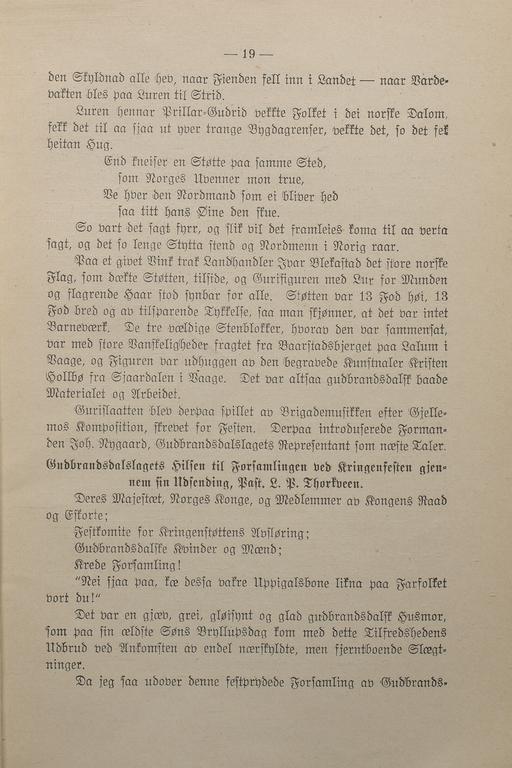 — 19 —
den Skyldnad alle hev, naar Fienden fell inn i Landet — naar Varde-
vakten bles paa Luren til Strid.
Luren hennar Prillar-Gudrid vekkte Folket i dei norske Dalom,
fekk det til aa sjaa ut yver trange Bygdagrenser, vekkte det, so det fek
heitan Hug.
End kneiser en Støtte paa samme Sted,
som Norges Uvenner mon true,
Ve hver den Nordmand som ei bliver hed
saa titt hans Øine den skue.
So vart det sagt fyrr, og slik vil det framleies koma til aa verta
sagt, og det so lenge Stytta stend og Nordmenn i Norig raar.
Paa et givet Vink trak Landhandler Ivar Blekastad det store norske
Flag, som dækte Støtten, tilside, og Gurifiguren med Lur for Munden
og flagrende Haar stod synbar for alle. Støtten var 13 Fod høi, 13
Fod bred og av tilsvarende Tykkelse, saa man skjønner, at det var intet
Barneværk. De tre vældige Stenblokker, hvorav den var sammensat,
var med store Vanskeligheder fragtet fra Baarstadsbjerget paa Lalum i
Vaage, og Figuren var udhuggen av den begravede Kunstnaler Kristen
Hollbø fra Sjaardalen i Vaage. Det var altsaa gudbrandsdalsk baade
Materialet og Arbeidet.
Gurislaatten blev derpaa spillet av Brigademusikken efter Gjelle-
mos Komposition, skrevet for Festen. Derpaa introduserede Forman-
den Joh. Nygaard, Gudbrandsdalslagets Repræsentant som næste Taler.
Gudbrandsdalslagets Hilsen til Forsamlingen ved Kringenfesten gjen-
nem sin Udsending, Past. L. P. Thorkveen.
Deres Majestæt, Norges Konge, og Medlemmer av Kongens Raad
og Eskorte;
Festkomite for Kringenstøttens Avsløring;
Gudbrandsdalske Kvinder og Mænd;
Krede Forsamling!
"Nei sjaa paa, kæ dessa vakre Uppigalsbone likna paa Farfolket
vort du!"
Det var en gjæv, grei, gløisynt og glad gudbrandsdalsk Husmor,
som paa sin ældste Søns Bryllupsdag kom med dette Tilfredshedens
Udbrud ved Ankomsten av endel nærskyldte, men fjerntboende Slægt-
ninger.
Da jeg saa udover denne festprydede Forsamling av Gudbrands-